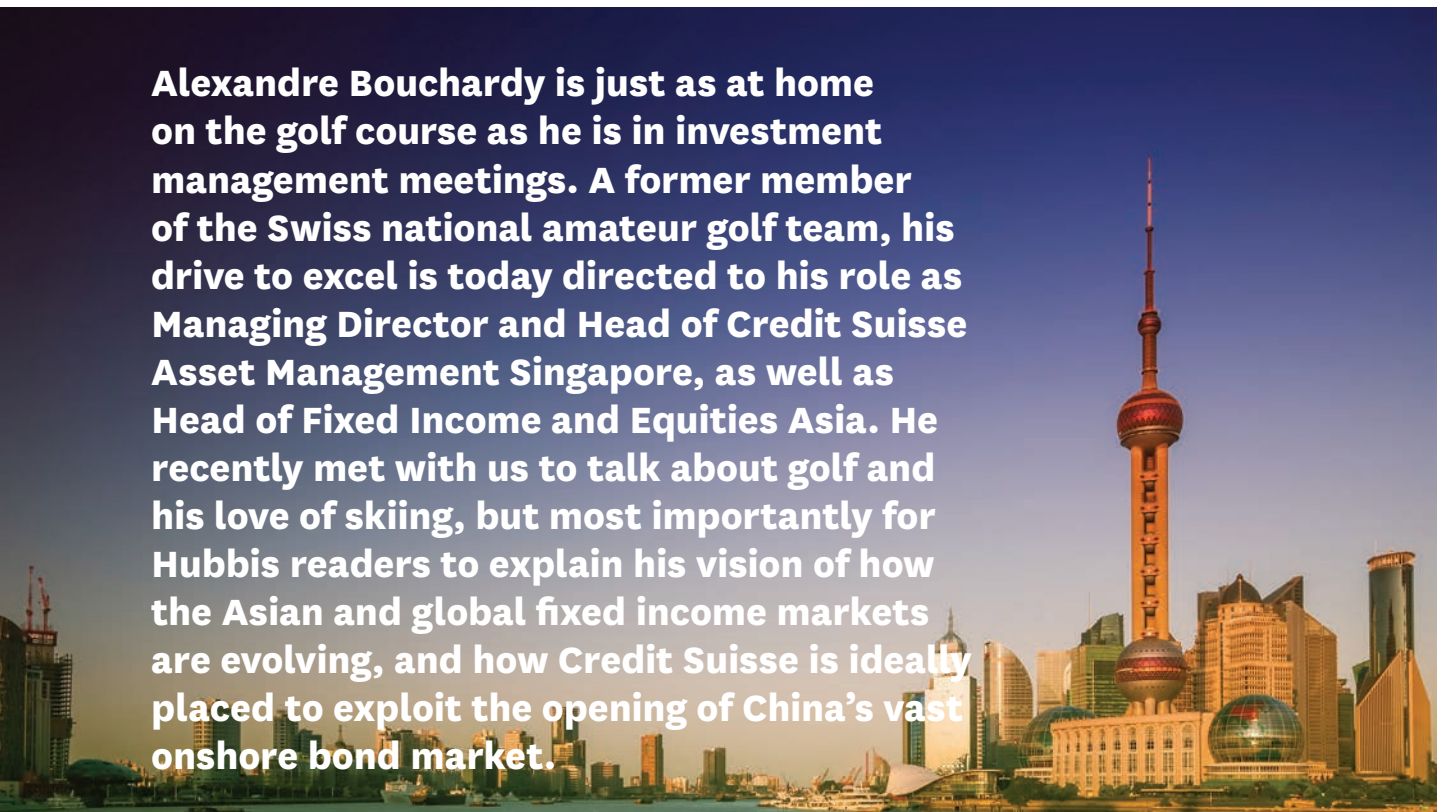 Alexandre Bouchardy is just as at home
on the golf course as he is in investment
management meetings. A former member
of the Swiss national amateur golf team, his
drive to excel is today directed to his role as
Managing Director and Head of Credit Suisse
Asset Management Singapore, as well as
Head of Fixed Income and Equities Asia. He
recently met with us to talk about golf and
his love of skiing, but most importantly for
Hubbis readers to explain his vision of how
the Asian and global fixed income markets
are evolving, and how Credit Suisse is ideally
placed to exploit the opening of China’s vast
onshore bond market.